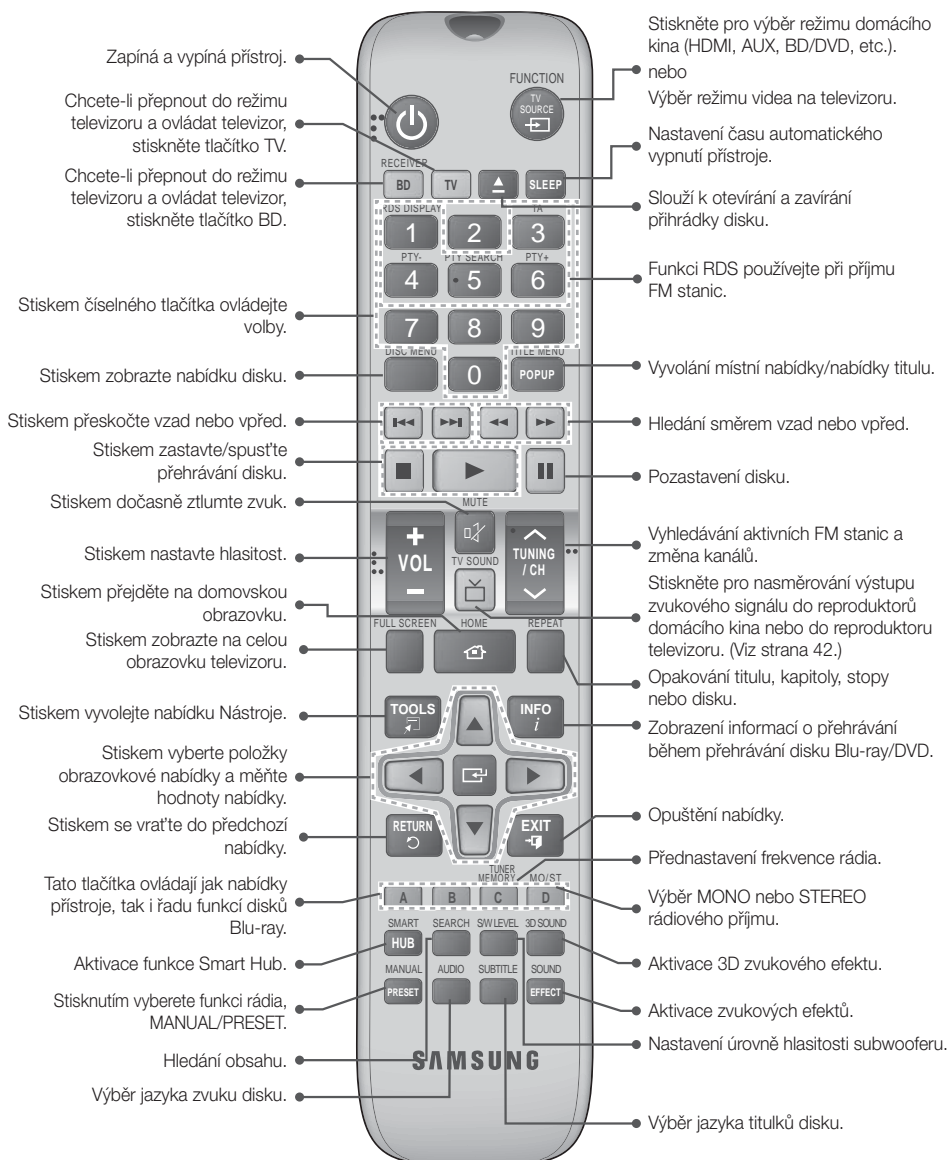 Zapíná a vypíná přístroj.
Chcete-li přepnout do režimu
televizoru a ovládat televizor,
stiskněte tlačítko TV.
Chcete-li přepnout do režimu
televizoru a ovládat televizor,
stiskněte tlačítko BD.
Stiskem číselného tlačítka ovládejte
volby.
Stiskem zobrazte nabídku disku.
Stiskem přeskočte vzad nebo vpřed.
Stiskem zastavte/spusťte
přehrávání disku.
Stiskem dočasně ztlumte zvuk.
Stiskem nastavte hlasitost.
Stiskem přejděte na domovskou
obrazovku.
Stiskem zobrazte na celou
obrazovku televizoru.
Stiskem vyvolejte nabídku Nástroje.
Stiskem vyberte položky
obrazovkové nabídky a měňte
hodnoty nabídky.
Stiskem se vraťte do předchozí
nabídky.
Tato tlačítka ovládají jak nabídky
přístroje, tak i řadu funkcí disků
Blu-ray.
Aktivace funkce Smart Hub.
Stisknutím vyberete funkci rádia,
MANUAL/PRESET.
Hledání obsahu.
Výběr jazyka zvuku disku.
FUNCTION
TV
SOURCE
RECEIVER
BD TV SLEEP
RDS DISPLAY TA
1 2 3
PTY- PTY SEARCH PTY+
4 5 6
7 8 9
DISC MENU TITLE MENU
0 POPUP
MUTE
+
VOL
−
TUNING
/ CH
TV SOUND
FULL SCREEN HOME REPEAT
TOOLS INFO
i
RETURN EXIT
TUNER
MEMORY MO/ST
A B C D
SMART SEARCH S/W LEVEL 3D SOUND
HUB
MANUAL AUDIO SUBTITLE SOUND
PRESET EFFECT
SAMSUNG
Stiskněte pro výběr režimu domácího
kina (HDMI, AUX, BD/DVD, etc.).
nebo
Výběr režimu videa na televizoru.
Nastavení času automatického
vypnutí přístroje.
Slouží k otevírání a zavírání
přihrádky disku.
Funkci RDS používejte při příjmu
FM stanic.
Vyvolání místní nabídky/nabídky titulu.
Hledání směrem vzad nebo vpřed.
Pozastavení disku.
Vyhledávání aktivních FM stanic a
změna kanálů.
Stiskněte pro nasměrování výstupu
zvukového signálu do reproduktorů
domácího kina nebo do reproduktoru
televizoru. (Viz strana 42.)
Opakování titulu, kapitoly, stopy
nebo disku.
Zobrazení informací o přehrávání
během přehrávání disku Blu-ray/DVD.
Opuštění nabídky.
Přednastavení frekvence rádia.
Výběr MONO nebo STEREO
rádiového příjmu.
Aktivace 3D zvukového efektu.
Aktivace zvukových efektů.
Nastavení úrovně hlasitosti subwooferu.
Výběr jazyka titulků disku.